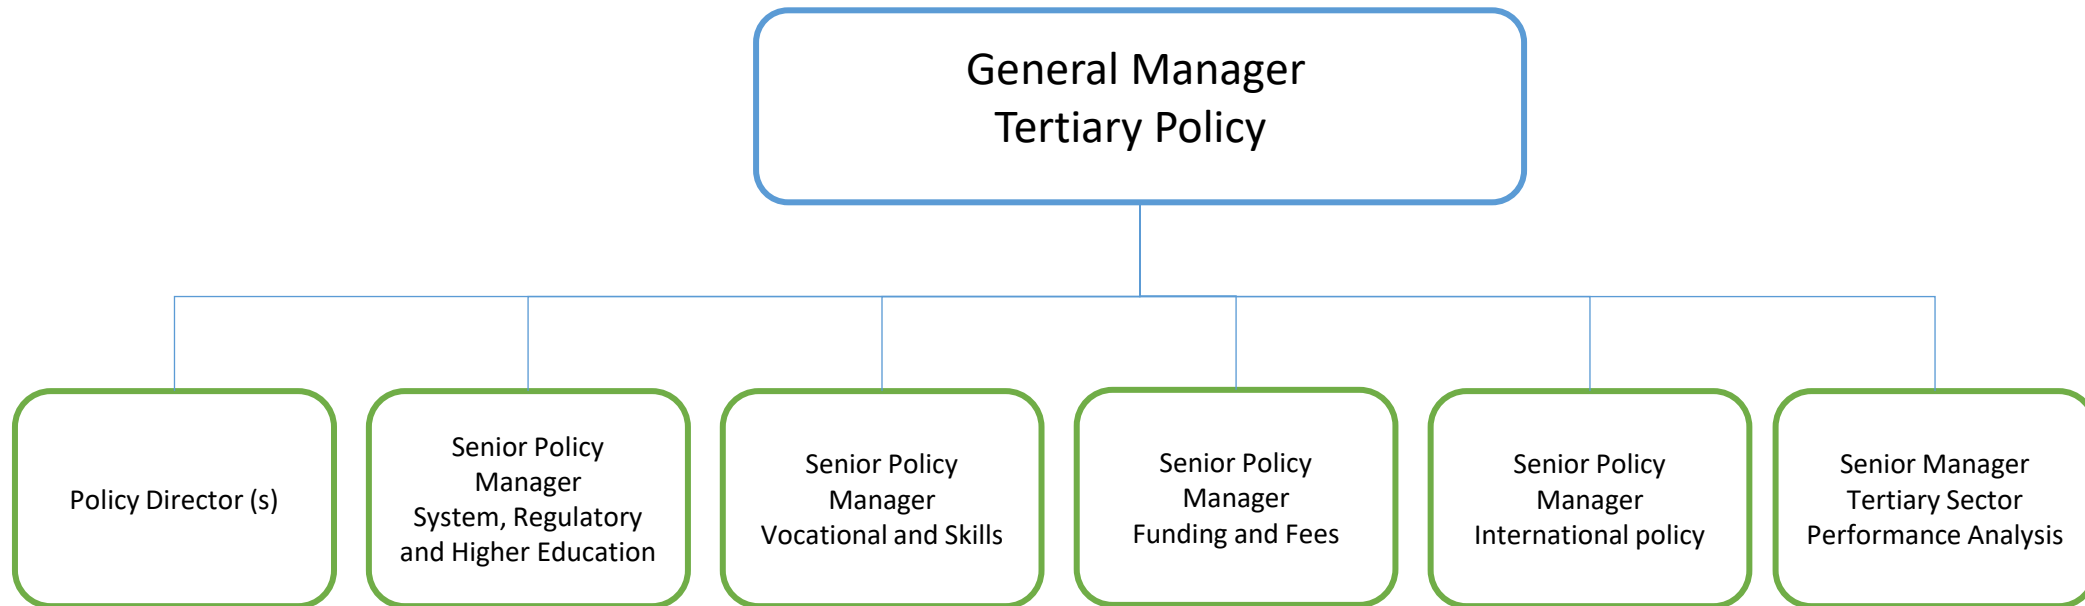 General Manager
Tertiary Policy
Policy Director (s)
Senior Policy
Manager
System, Regulatory
and Higher Education
Senior Policy
Manager
Vocational and Skills
Senior Policy
Manager
Funding and Fees
Senior Policy
Manager
International policy
Senior Manager
Tertiary Sector
Performance Analysis